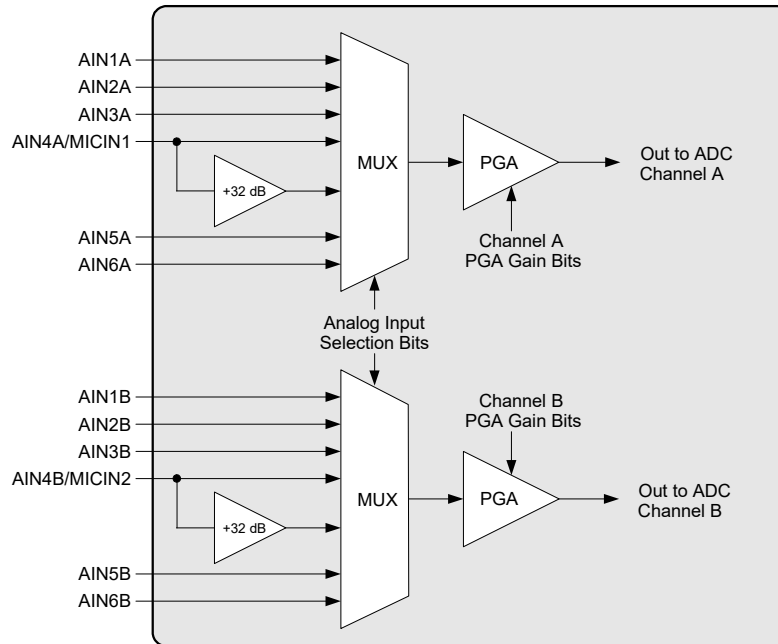 AIN1A
AIN2A
AIN3A
AIN4A/MICIN1
+32 dB
AIN5A
AIN6A
MUX
PGA
Out to ADC
Channel A
Channel A
PGA Gain Bits
Analog Input
Selection Bits
AIN1B
AIN2B
AIN3B
AIN4B/MICIN2
+32 dB
AIN5B
AIN6B
MUX
Channel B
PGA Gain Bits
PGA
Out to ADC
Channel B